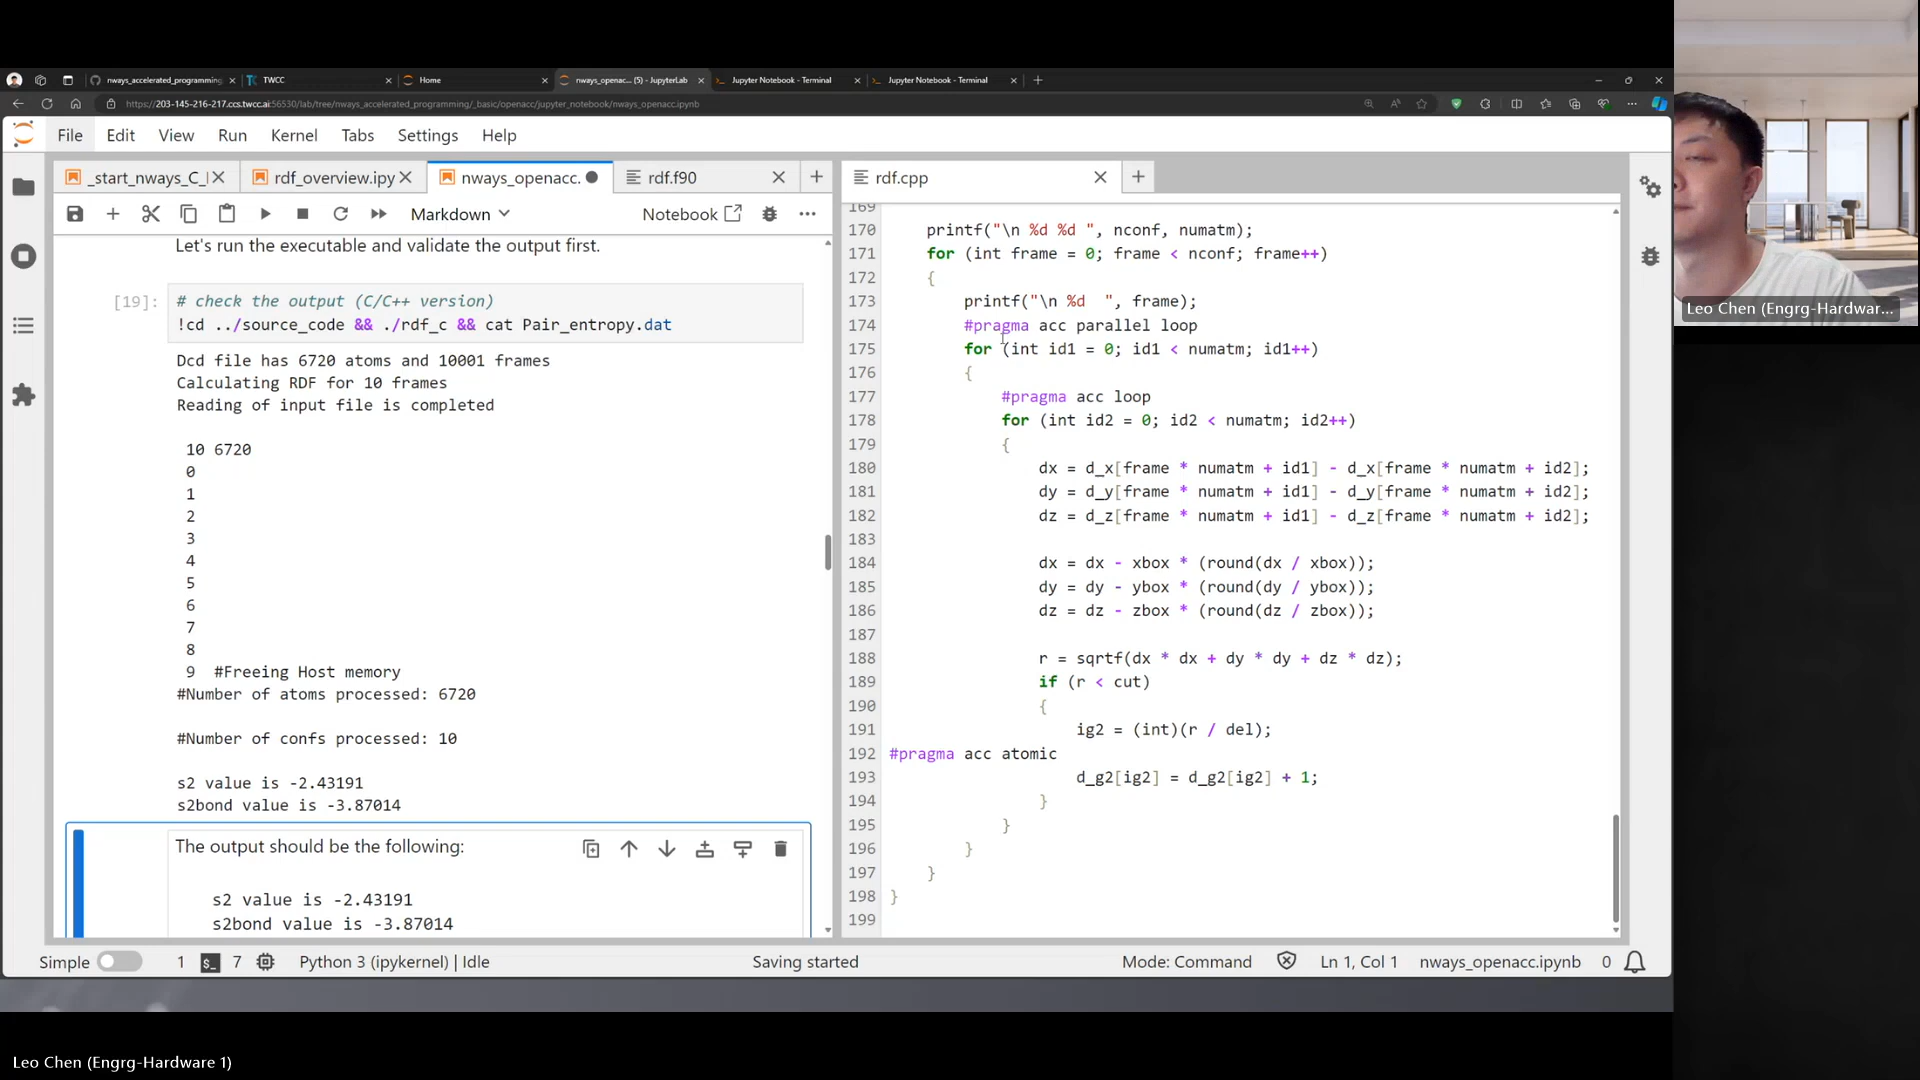 nways_accelerated_programming
TWCC
Home
nways_openac... (5) - JupyterLab
Jupyter Notebook - Terminal
Jupyter Notebook - Terminal
https://203-145-216-217.ccs.twcc.ai:56530/lab/tree/nways_accelerated_programming/_basic/openacc/jupyter_notebook/nways_openacc.ipynb
File Edit View Run Kernel Tabs Settings Help
_start_nways_C_I
rdf_overview.ipy
nways_openacc.
rdf.f90
rdf.cpp
Markdown
Notebook
Let's run the executable and validate the output first.
[19]:
# check the output (C/C++ version)
!cd ../source_code && ./rdf_c && cat Pair_entropy.dat
Dcd file has 6720 atoms and 10001 frames
Calculating RDF for 10 frames
Reading of input file is completed
10 6720
0
1
2
3
4
5
6
7
8
9 #Freeing Host memory
#Number of atoms processed: 6720
#Number of confs processed: 10
s2 value is -2.43191
s2bond value is -3.87014
The output should be the following:
s2 value is -2.43191
s2bond value is -3.87014
169
170 printf("\n %d %d ", nconf, numatm);
171 for (int frame = 0; frame < nconf; frame++)
172 {
173 printf("\n %d  ", frame);
174 #pragma acc parallel loop
175 for (int id1 = 0; id1 < numatm; id1++)
176 {
177 #pragma acc loop
178 for (int id2 = 0; id2 < numatm; id2++)
179 {
180 dx = d_x[frame * numatm + id1] - d_x[frame * numatm + id2];
181 dy = d_y[frame * numatm + id1] - d_y[frame * numatm + id2];
182 dz = d_z[frame * numatm + id1] - d_z[frame * numatm + id2];
183
184 dx = dx - xbox * (round(dx / xbox));
185 dy = dy - ybox * (round(dy / ybox));
186 dz = dz - zbox * (round(dz / zbox));
187
188 r = sqrtf(dx * dx + dy * dy + dz * dz);
189 if (r < cut)
190 {
191 ig2 = (int)(r / del);
192 #pragma acc atomic
193 d_g2[ig2] = d_g2[ig2] + 1;
194 }
195 }
196 }
197 }
198 }
199
Simple 1 7 Python 3 (ipykernel) | Idle Saving started Mode: Command Ln 1, Col 1 nways_openacc.ipynb 0
Leo Chen (Engrg-Hardwar...
Leo Chen (Engrg-Hardware 1)